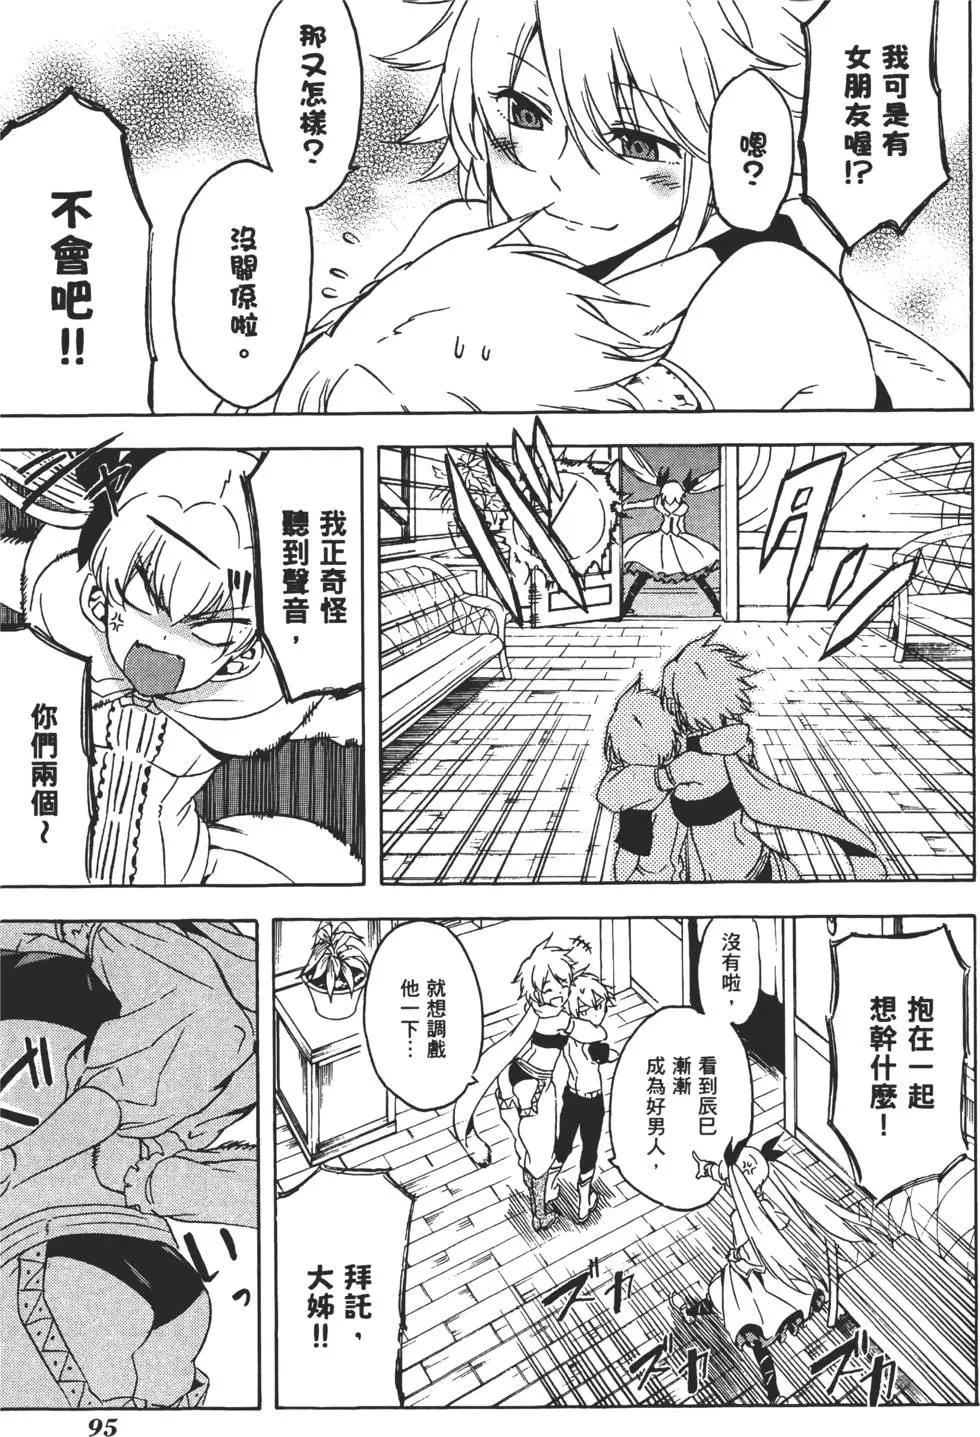 我可是有
女朋友喔!?
嗯?
那又怎樣?
沒關係啦。
不會吧!!
我正奇怪
聽到聲音,
你們兩個~
抱在一起
想幹什麼!
沒有啦,
看到辰巳
漸漸
成為好男人,
就想調戲
他一下…
拜託,
大姊!!
ズズズ
95